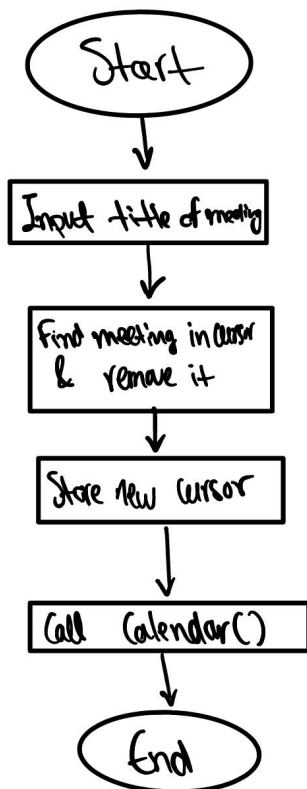 Start
Input title of meeting
Find meeting in cursor
& remove it
Store new cursor
Call Calendar()
End